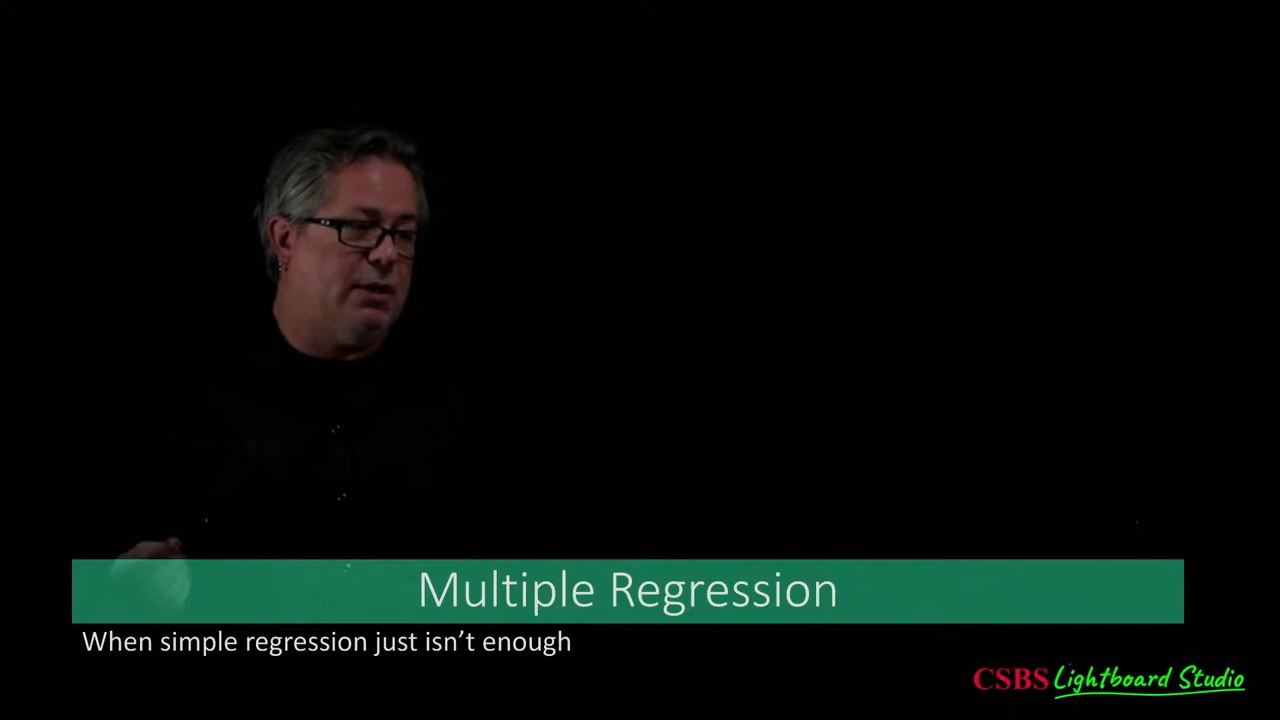 Multiple Regression
When simple regression just isn’t enough
CSBS Lightboard Studio